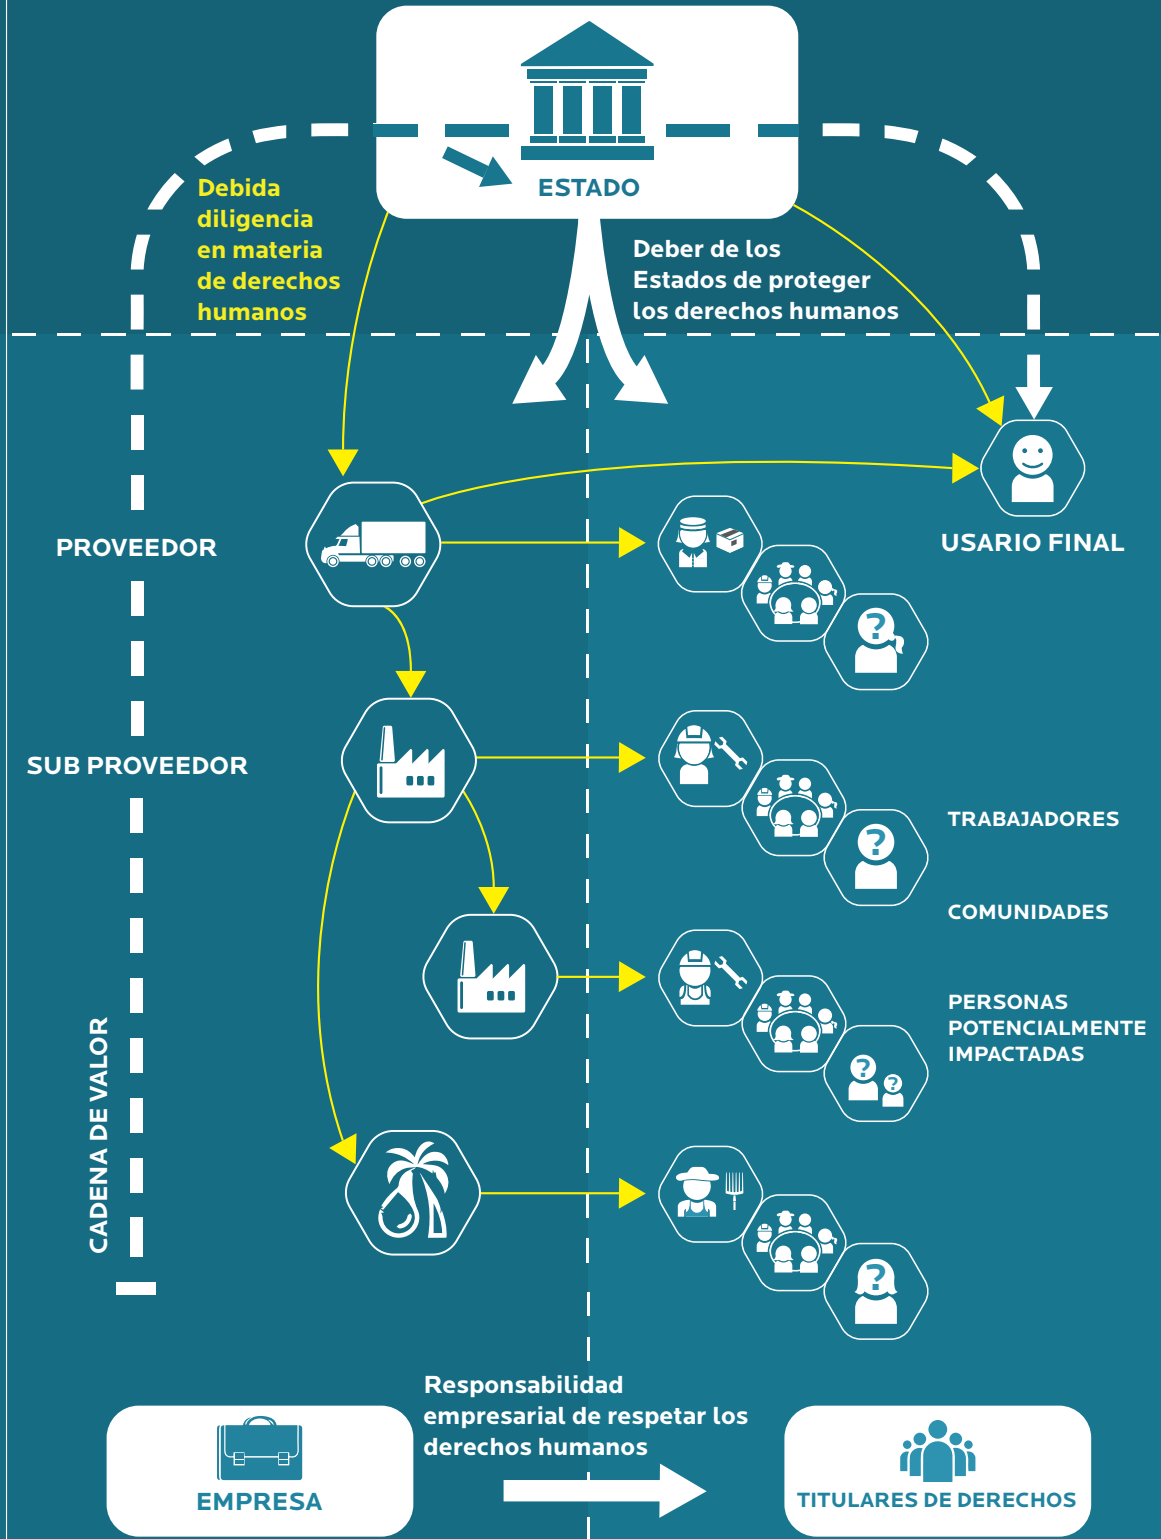 ESTADO
Debida
diligencia
en materia
de derechos
humanos
Deber de los
Estados de proteger
los derechos humanos
PROVEEDOR
USARIO FINAL
?
SUB PROVEEDOR
?
TRABAJADORES
COMUNIDADES
PERSONAS
POTENCIALMENTE
IMPACTADAS
CADENA DE VALOR
? ?
?
Responsabilidad
empresarial de respetar los
derechos humanos
EMPRESA
TITULARES DE DERECHOS